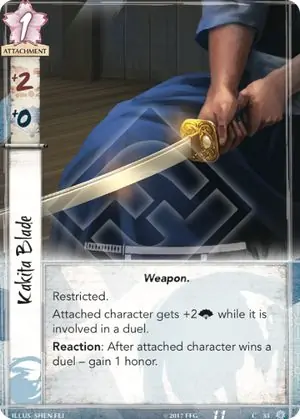 1
ATTACHMENT
+2
+0
Kakita Blade
Weapon.
Restricted.
Attached character gets +2 while it is
involved in a duel.
Reaction: After attached character wins a
duel – gain 1 honor.
ILLUS: SHEN FEI
© 2017 FFG.